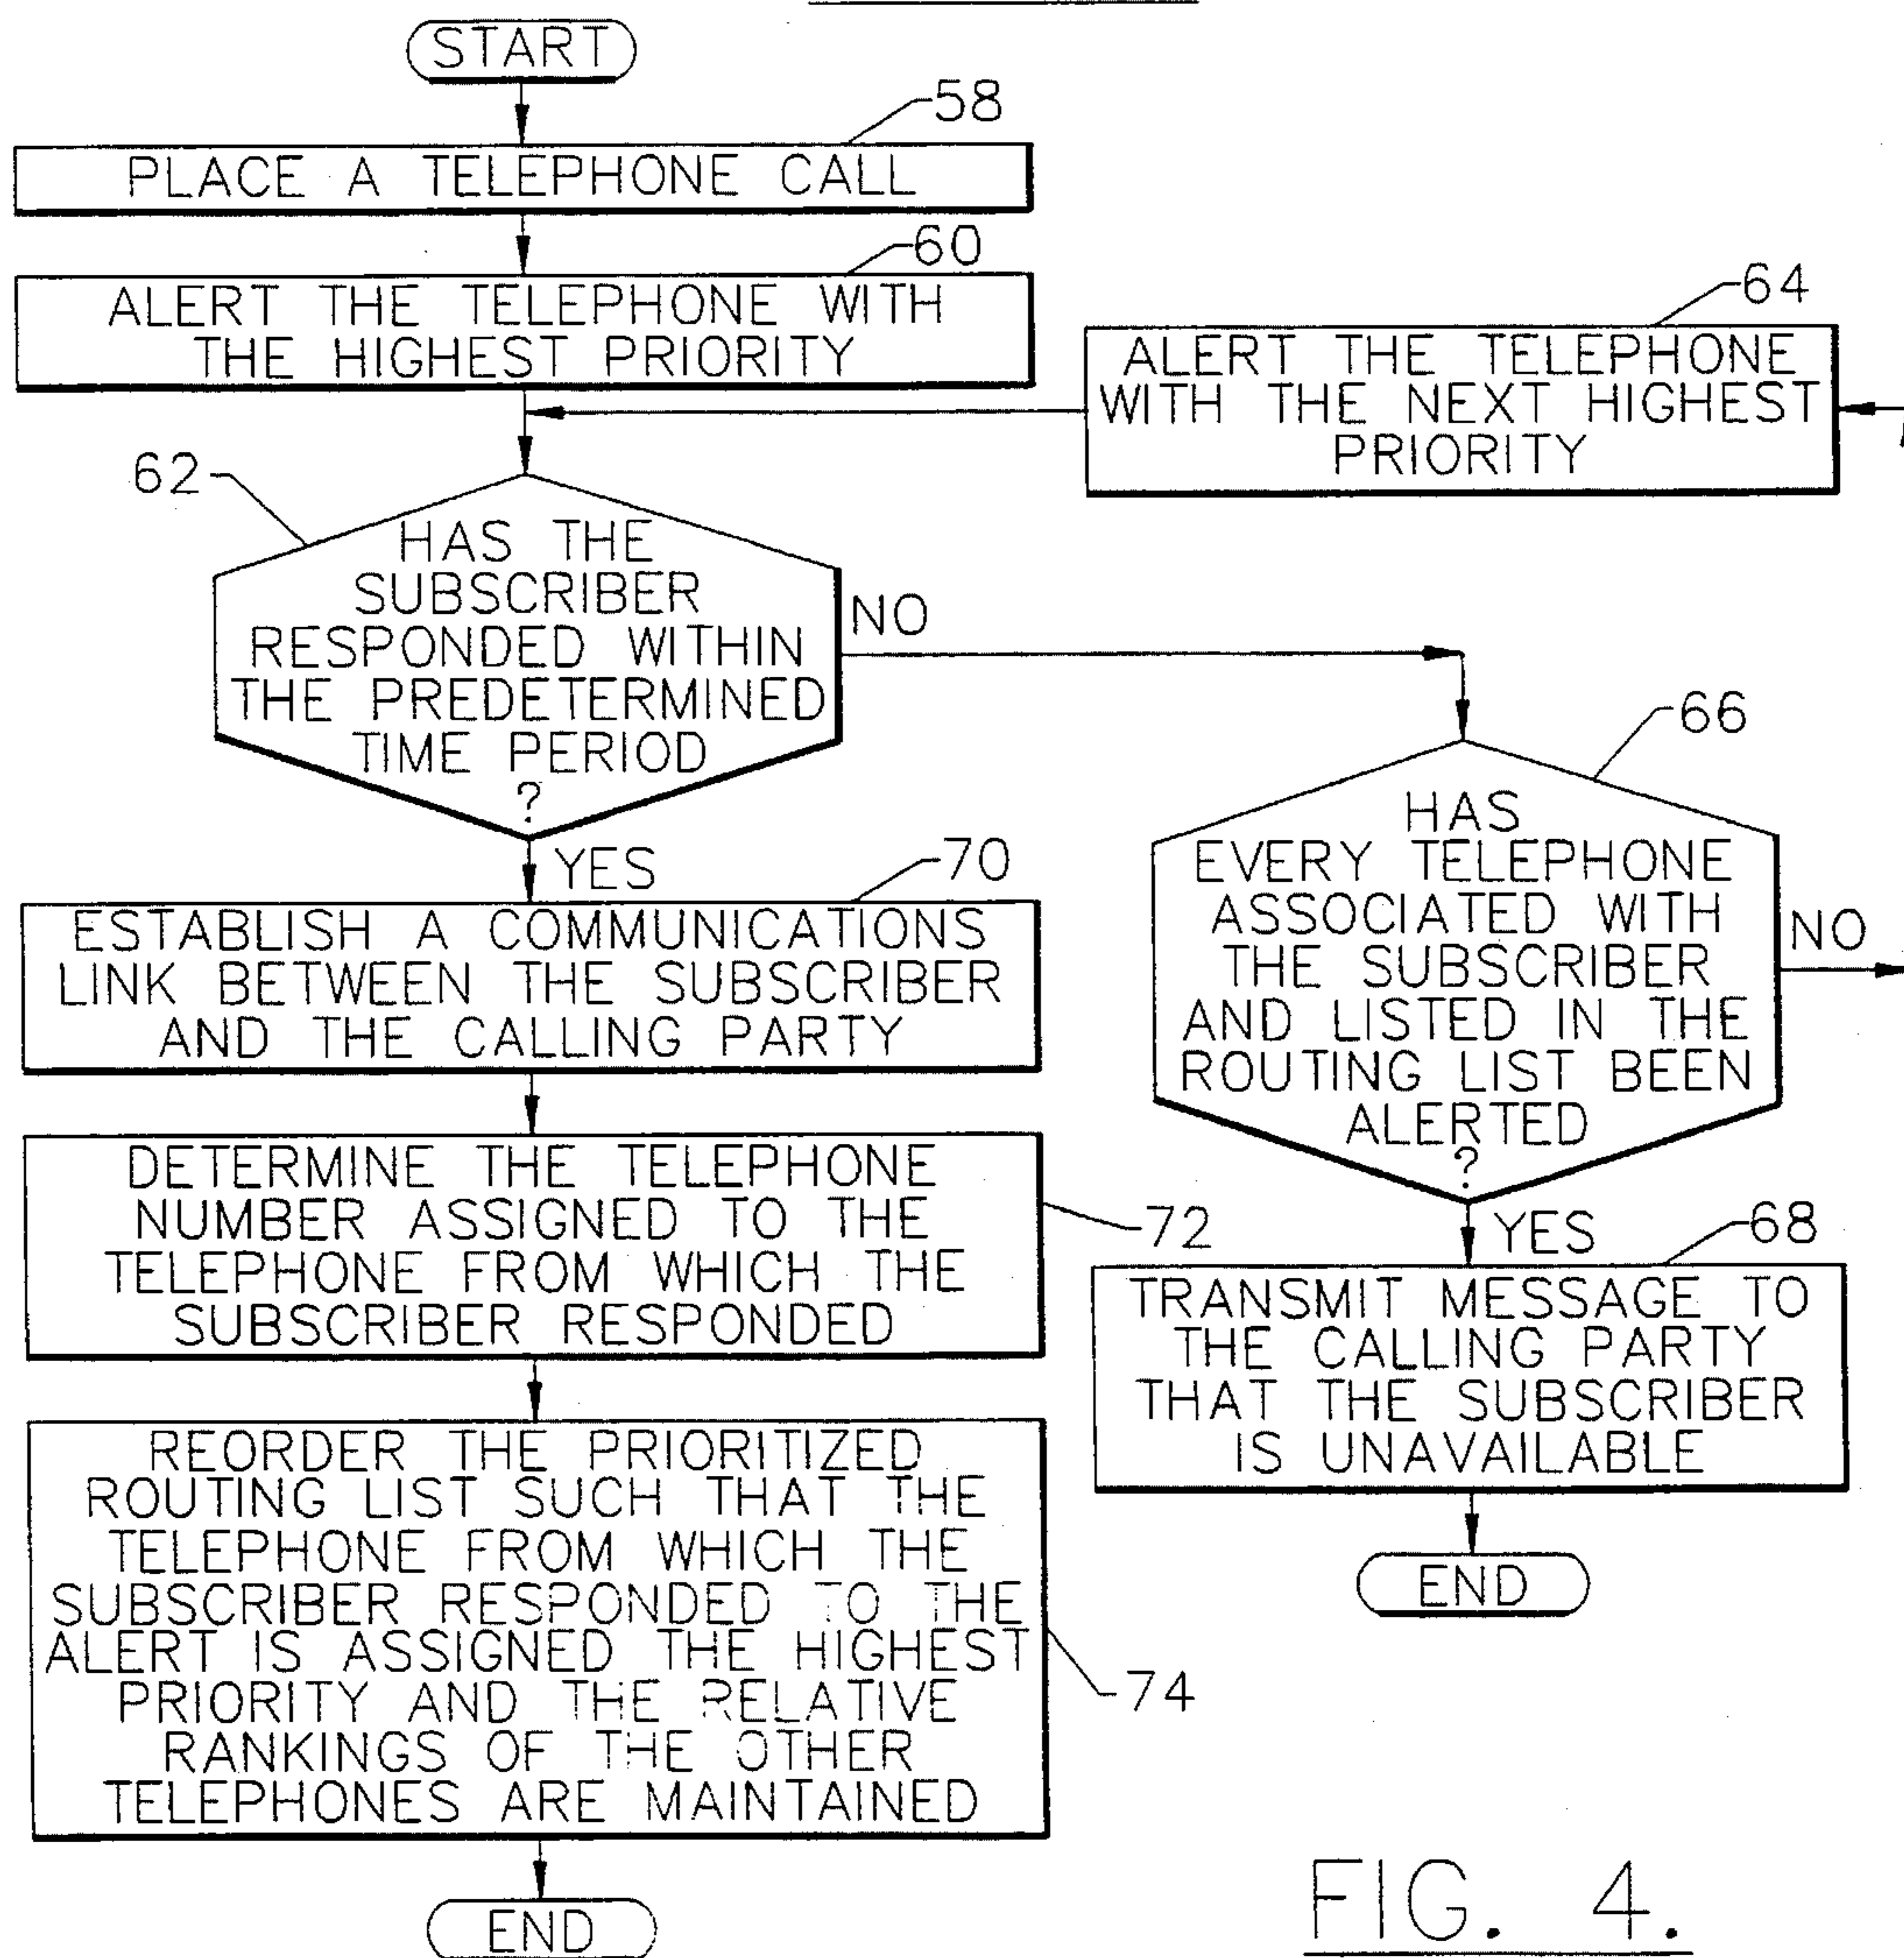 START
58
PLACE A TELEPHONE CALL
60
ALERT THE TELEPHONE WITH
THE HIGHEST PRIORITY
64
ALERT THE TELEPHONE
WITH THE NEXT HIGHEST
PRIORITY
62
HAS THE
SUBSCRIBER
RESPONDED WITHIN
THE PREDETERMINED
TIME PERIOD
?
NO
YES
66
HAS
EVERY TELEPHONE
ASSOCIATED WITH
THE SUBSCRIBER
AND LISTED IN THE
ROUTING LIST BEEN
ALERTED
?
NO
YES
70
ESTABLISH A COMMUNICATIONS
LINK BETWEEN THE SUBSCRIBER
AND THE CALLING PARTY
DETERMINE THE TELEPHONE
NUMBER ASSIGNED TO THE
TELEPHONE FROM WHICH THE
SUBSCRIBER RESPONDED
72
68
TRANSMIT MESSAGE TO
THE CALLING PARTY
THAT THE SUBSCRIBER
IS UNAVAILABLE
END
REORDER THE PRIORITIZED
ROUTING LIST SUCH THAT THE
TELEPHONE FROM WHICH THE
SUBSCRIBER RESPONDED TO THE
ALERT IS ASSIGNED THE HIGHEST
PRIORITY AND THE RELATIVE
RANKINGS OF THE OTHER
TELEPHONES ARE MAINTAINED
74
END
FIG. 4.